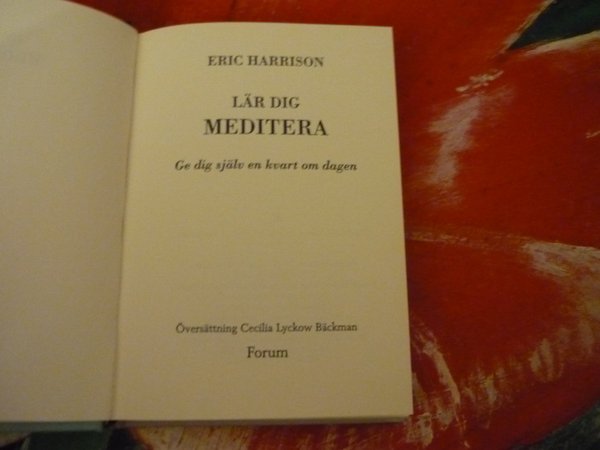 ERIC HARRISON
LÄR DIG
MEDITERA
Ge dig själv en kvart om dagen
Översättning Cecilia Lyckow Bäckman
Forum